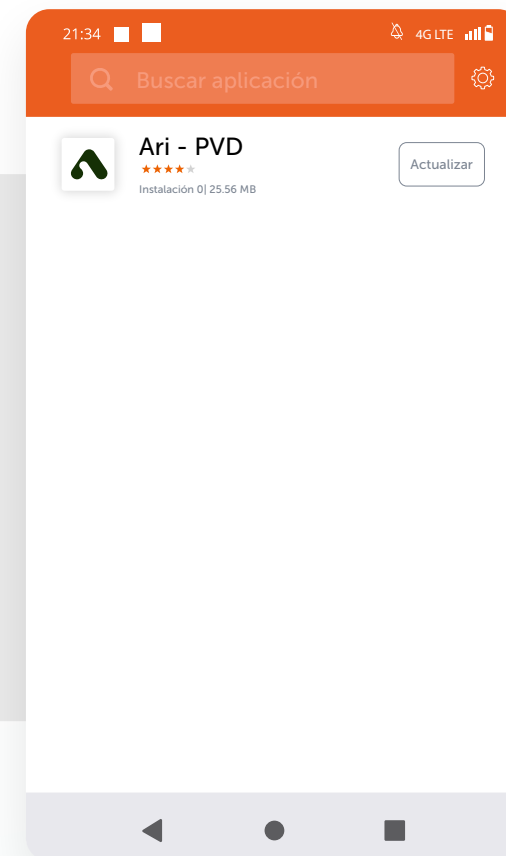 21:34 4G LTE
Buscar aplicación
Ari - PVD
Instalación 0| 25.56 MB
Actualizar